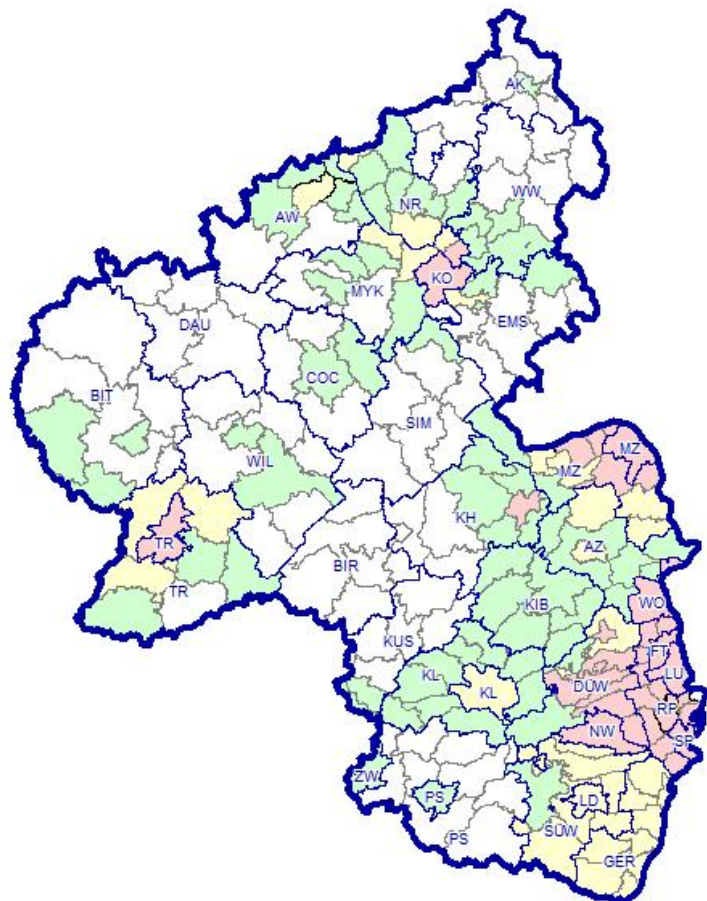 AK
WW
NR
AW
KO
MYK
EMS
DAU
COC
BIT
SIM
MZ
MZ
WIL
KH
TR
AZ
BIR
TR
KIB
WO
KUS
FT
KL
LU
DÜW
KL
RP
NW
SP
ZW
PS
LD
SÜW
PS
GER